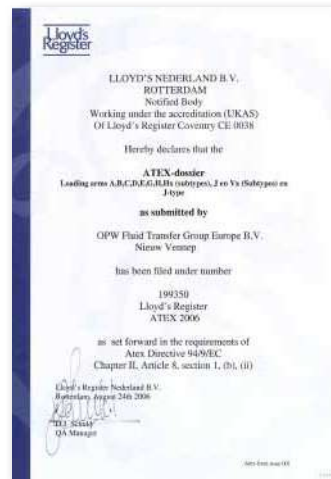 Lloyd's
Register
LLOYD'S NEDERLAND B.V.
ROTTERDAM
Notified Body
Working under the accreditation (UKAS)
Of Lloyd's Register Coventry CE 0038
Hereby declares that the
ATEX-dossier
Loading arms A,B,C,D,E,G,H,Hx (subtypes), J en Vx (Subtypes) en
J-type
as submitted by
OPW Fluid Transfer Group Europe B.V.
Nieuw Vennep
has been filed under number
199350
Lloyd's Register
ATEX 2006
as set forward in the requirements of
Atex Directive 94/9/EC
Chapter II, Article 8, section 1, (b), (ii)
Lloyd's Register Nederland B.V.
Rotterdam, August 24th 2006
D.J.
QA Manager